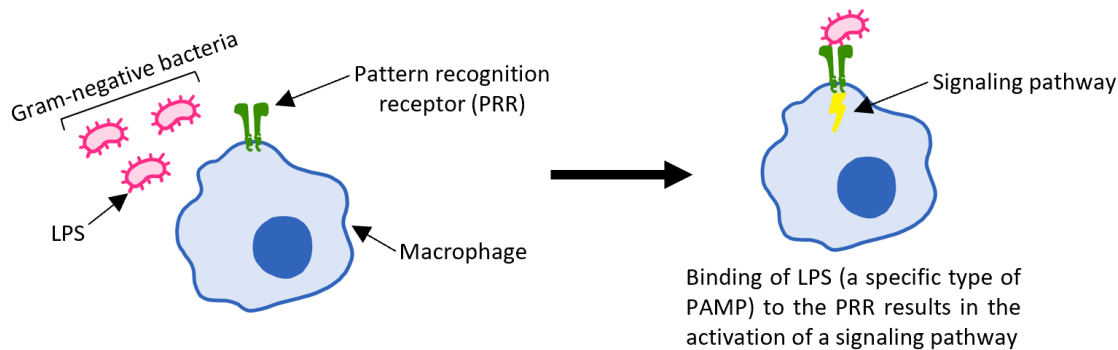 Gram-negative bacteria
Pattern recognition
receptor (PRR)
LPS
Macrophage
Signaling pathway
Binding of LPS (a specific type of
PAMP) to the PRR results in the
activation of a signaling pathway